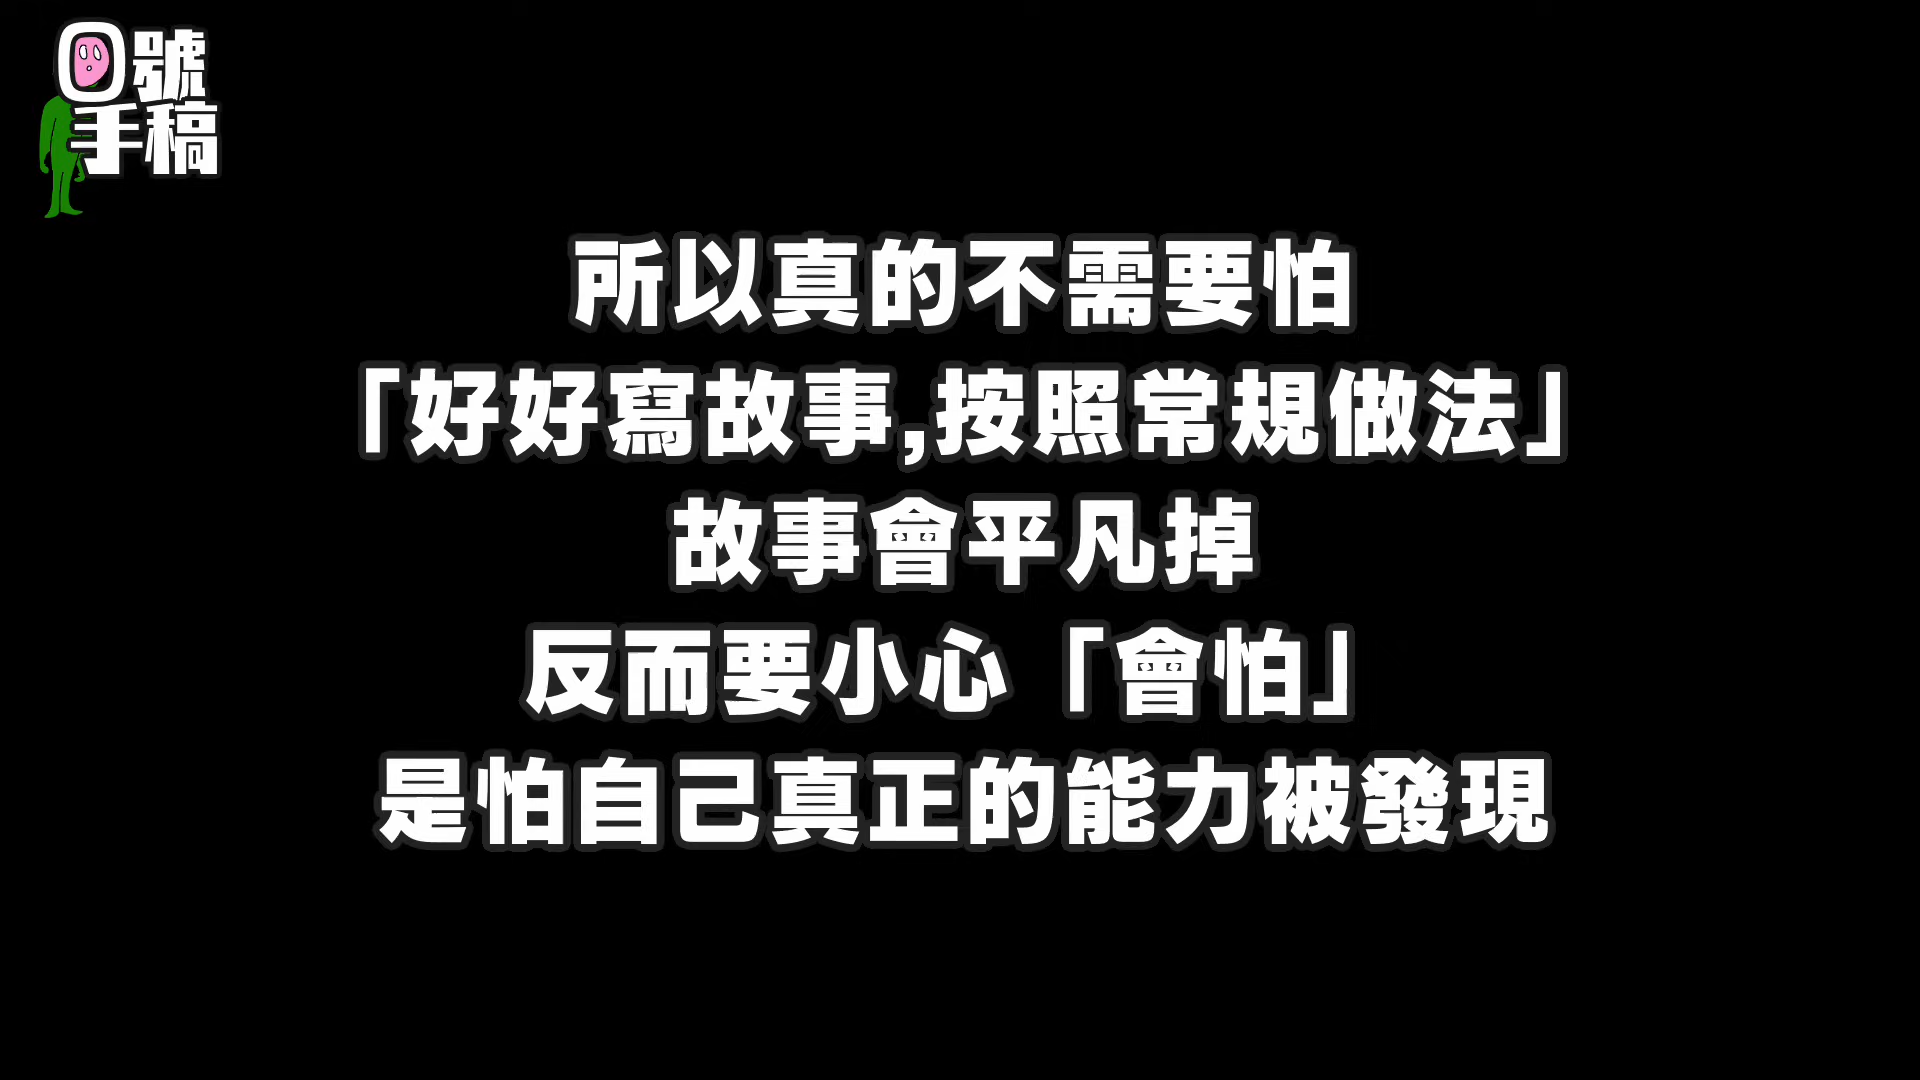 0號
手稿
所以真的不需要怕
「好好寫故事,按照常規做法」
故事會平凡掉
反而要小心「會怕」
是怕自己真正的能力被發現